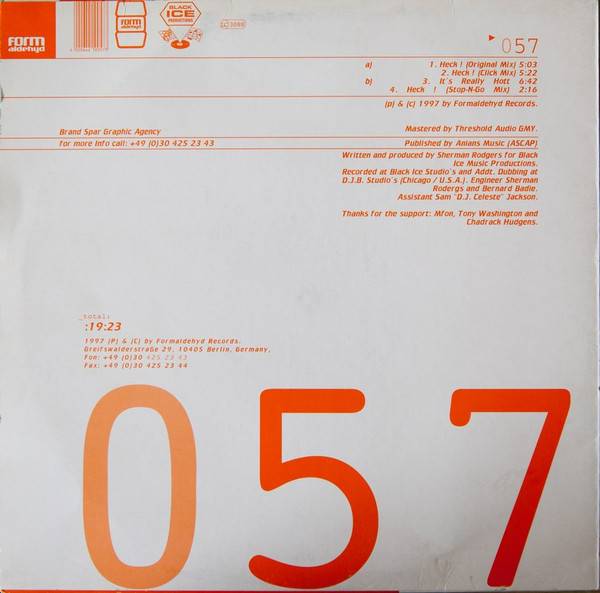 FORM
aldehyd
BLACK
ICE
PRODUCTIONS
LC 3088
057
a) 1. Heck ! (Original Mix) 5:03
2. Heck ! (Click Mix) 5:22
b) 3. It´s Really Hott 6:42
4. Heck ! (Stop-N-Go Mix) 2:16
(p) & (c) 1997 by Formaldehyd Records.
Brand Spar Graphic Agency
Mastered by Threshold Audio GMY.
for more Info call: +49 (0)30 425 23 43
Published by Anians Music (ASCAP)
Written and produced by Sherman Rodgers for Black
Ice Music Productions.
Recorded at Black Ice Studio´s and Addt. Dubbing at
D.J.B. Studio´s (Chicago / U.S.A.). Engineer Sherman
Rodergs and Bernard Badie.
Assistant Sam "D.J. Celeste" Jackson.
Thanks for the support: Mfon, Tony Washington and
Chadrack Hudgens.
_total:
:19:23
1997 (P) & (C) by Formaldehyd Records.
Greifswalderstraße 29, 10405 Berlin, Germany,
Fon: +49 (0)30 425 23 43
Fax: +49 (0)30 425 23 44
057